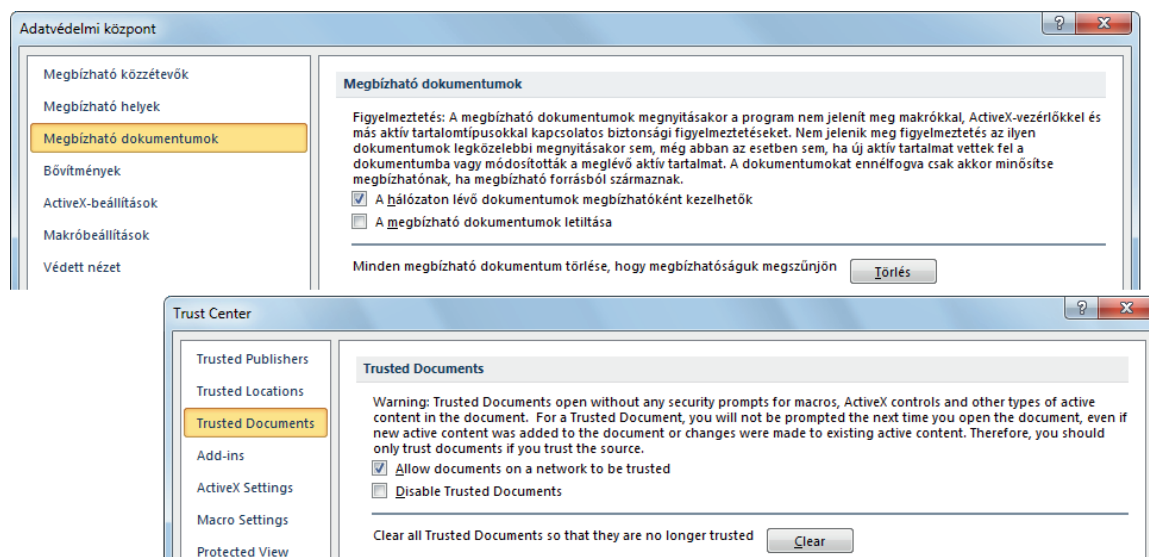 Adatvédelmi központ
Megbízható közzétevők
Megbízható helyek
Megbízható dokumentumok
Bővítmények
ActiveX-beállítások
Makróbeállítások
Védett nézet
Megbízható dokumentumok
Figyelmeztetés: A megbízható dokumentumok megnyitásakor a program nem jelenít meg makrókkal, ActiveX-vezérlőkkel és
más aktív tartalomtípusokkal kapcsolatos biztonsági figyelmeztetéseket. Nem jelenik meg figyelmeztetés az ilyen
dokumentumok legközelebbi megnyitásakor sem, még abban az esetben sem, ha új aktív tartalmat vettek fel a
dokumentumba vagy módosították a meglévő aktív tartalmat. A dokumentumokat ennélfogva csak akkor minősítse
megbízhatónak, ha megbízható forrásból származnak.
A hálózaton lévő dokumentumok megbízhatóként kezelhetők
A megbízható dokumentumok letiltása
Minden megbízható dokumentum törlése, hogy megbízhatóságuk megszűnjön
Törlés
Trust Center
Trusted Publishers
Trusted Locations
Trusted Documents
Add-ins
ActiveX Settings
Macro Settings
Protected View
Trusted Documents
Warning: Trusted Documents open without any security prompts for macros, ActiveX controls and other types of active
content in the document. For a Trusted Document, you will not be prompted the next time you open the document, even if
new active content was added to the document or changes were made to existing active content. Therefore, you should
only trust documents if you trust the source.
Allow documents on a network to be trusted
Disable Trusted Documents
Clear all Trusted Documents so that they are no longer trusted
Clear